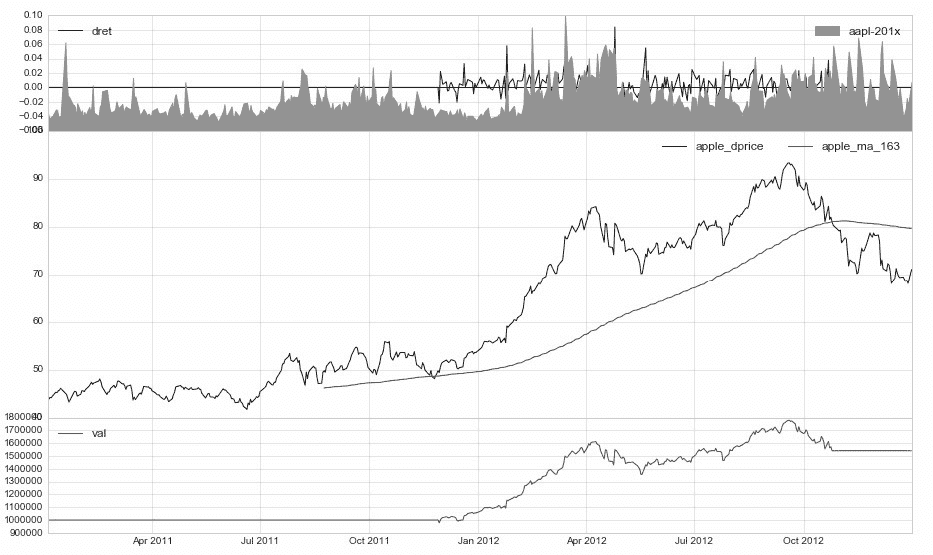 0.10
0.08
dret
aapl-201x
0.06
0.04
0.02
0.00
−0.02
−0.04
apple_dprice
apple_ma_163
90
80
70
60
50
1800000
1700000
val
1600000
1500000
1400000
1300000
1200000
1100000
1000000
900000
Apr 2011
Jul 2011
Oct 2011
Jan 2012
Apr 2012
Jul 2012
Oct 2012